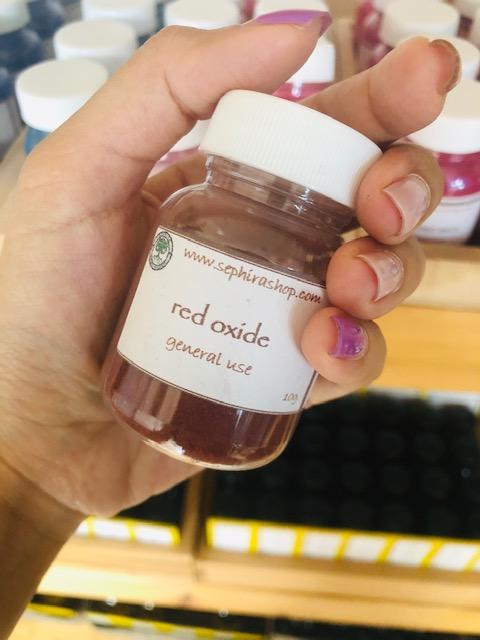 www.sephirashop.com
red oxide
general use
10g